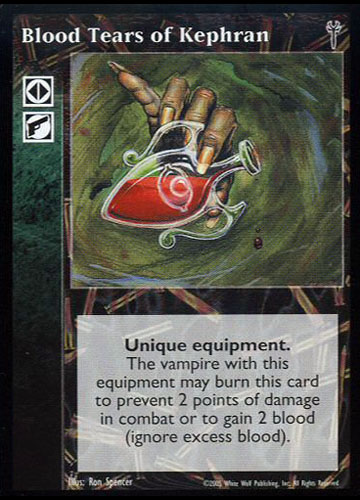 Blood Tears of Kephran
Unique equipment.
The vampire with this
equipment may burn this card
to prevent 2 points of damage
in combat or to gain 2 blood
(ignore excess blood).
Illus: Ron Spencer
©2005 White Wolf Publishing, Inc. All Rights Reserved.